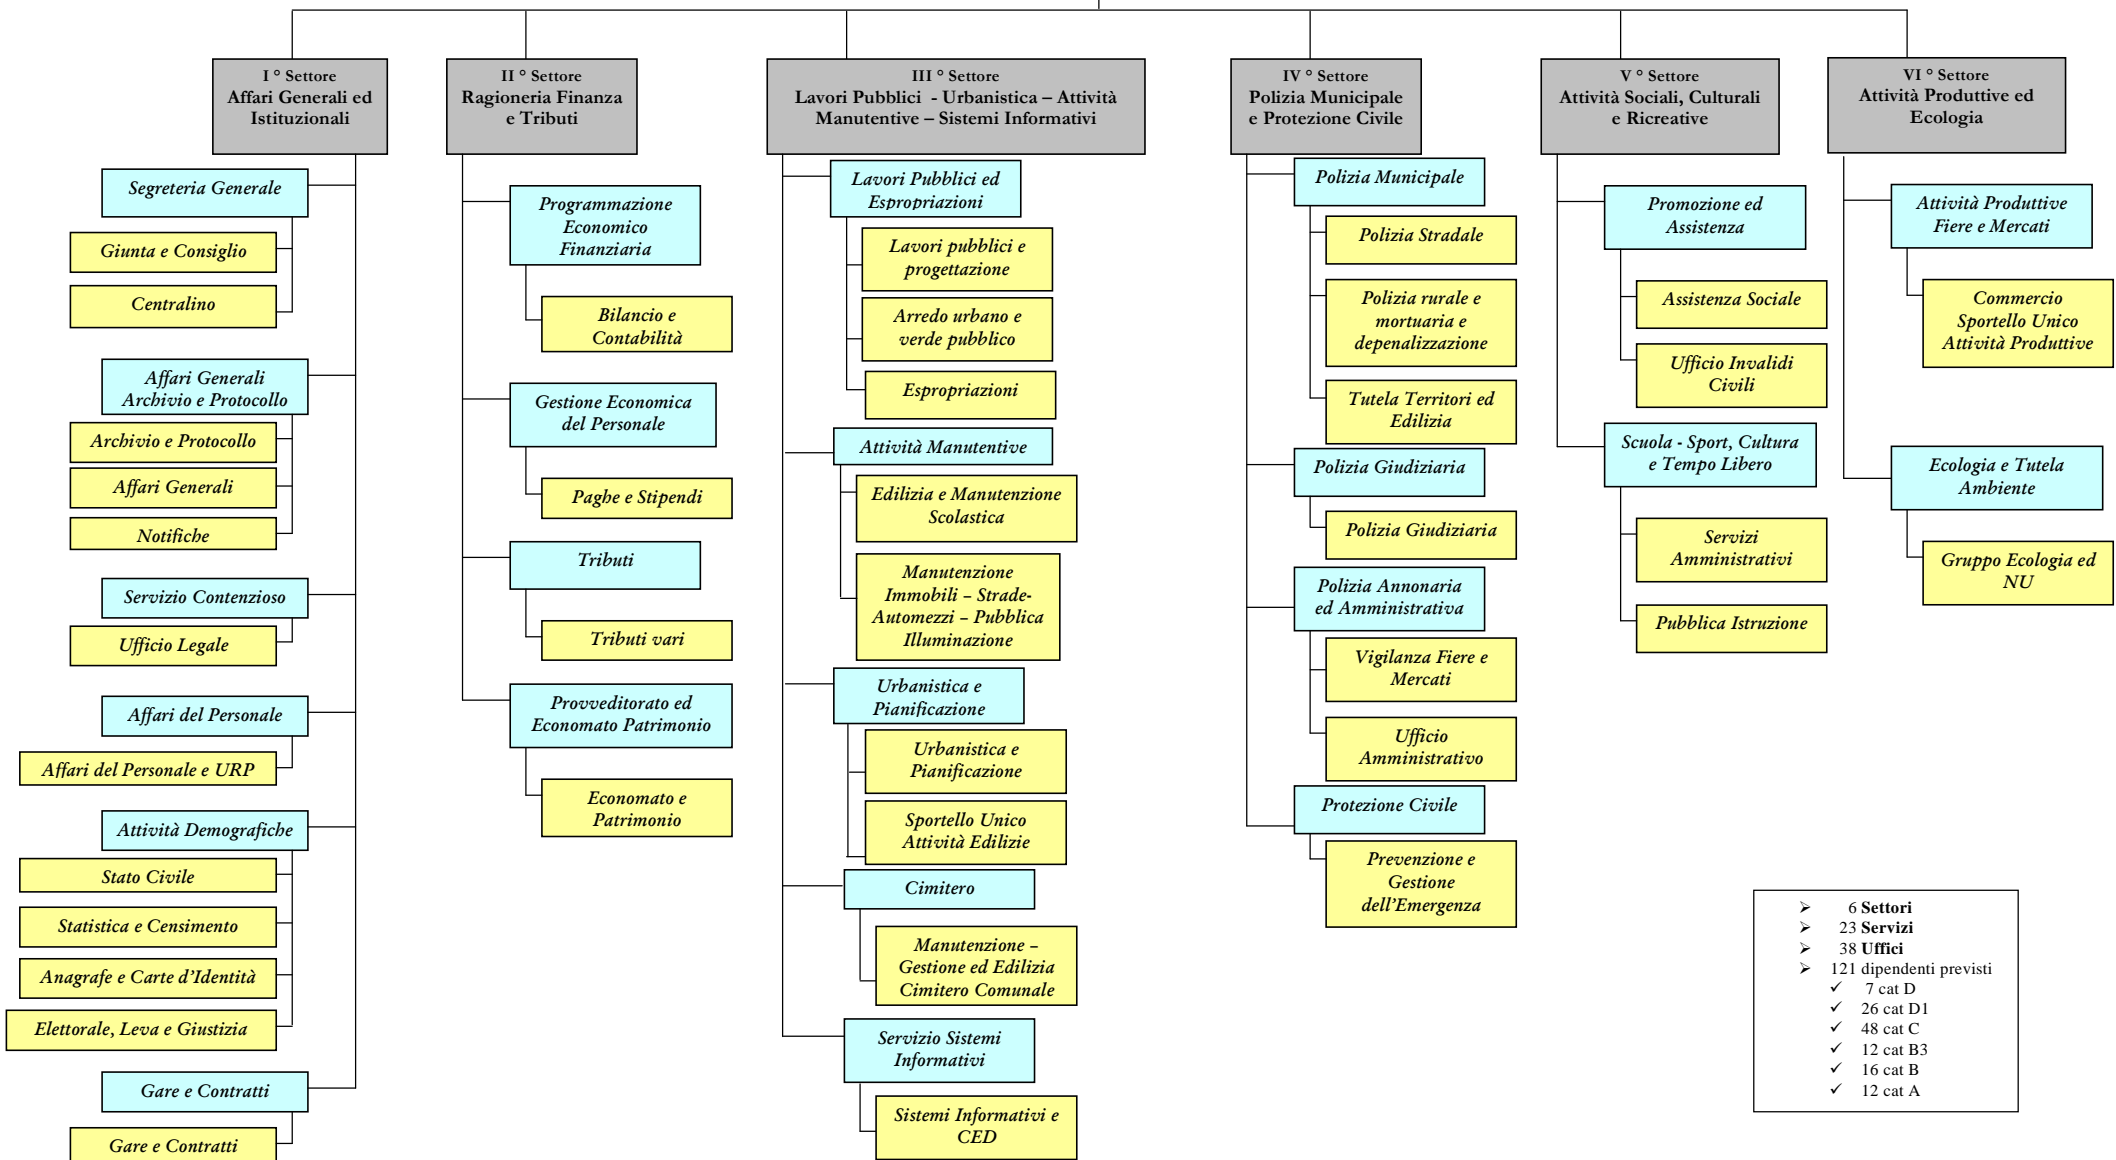 I ° Settore
Affari Generali ed
Istituzionali
Segreteria Generale
Giunta e Consiglio
Centralino
Affari Generali
Archivio e Protocollo
Archivio e Protocollo
Affari Generali
Notifiche
Servizio Contenzioso
Ufficio Legale
Affari del Personale
Affari del Personale e URP
Attività Demografiche
Stato Civile
Statistica e Censimento
Anagrafe e Carte d'Identità
Elettorale, Leva e Giustizia
Gare e Contratti
Gare e Contratti
II ° Settore
Ragioneria Finanza
e Tributi
Programmazione
Economico
Finanziaria
Bilancio e
Contabilità
Gestione Economica
del Personale
Paghe e Stipendi
Tributi
Tributi vari
Provveditorato ed
Economato Patrimonio
Economato e
Patrimonio
III ° Settore
Lavori Pubblici - Urbanistica – Attività
Manutentive – Sistemi Informativi
Lavori Pubblici ed
Espropriazioni
Lavori pubblici e
progettazione
Arredo urbano e
verde pubblico
Espropriazioni
Attività Manutentive
Edilizia e Manutenzione
Scolastica
Manutenzione
Immobili – Strade-
Automezzi – Pubblica
Illuminazione
Urbanistica e
Pianificazione
Urbanistica e
Pianificazione
Sportello Unico
Attività Edilizie
Cimitero
Manutenzione –
Gestione ed Edilizia
Cimitero Comunale
Servizio Sistemi
Informativi
Sistemi Informativi e
CED
IV ° Settore
Polizia Municipale
e Protezione Civile
Polizia Municipale
Polizia Stradale
Polizia rurale e
mortuaria e
depenalizzazione
Tutela Territori ed
Edilizia
Polizia Giudiziaria
Polizia Giudiziaria
Polizia Annonaria
ed Amministrativa
Vigilanza Fiere e
Mercati
Ufficio
Amministrativo
Protezione Civile
Prevenzione e
Gestione
dell'Emergenza
V ° Settore
Attività Sociali, Culturali
e Ricreative
Promozione ed
Assistenza
Assistenza Sociale
Ufficio Invalidi
Civili
Scuola - Sport, Cultura
e Tempo Libero
Servizi
Amministrativi
Pubblica Istruzione
VI ° Settore
Attività Produttive ed
Ecologia
Attività Produttive
Fiere e Mercati
Commercio
Sportello Unico
Attività Produttive
Ecologia e Tutela
Ambiente
Gruppo Ecologia ed
NU
➢ 6 Settori
➢ 23 Servizi
➢ 38 Uffici
➢ 121 dipendenti previsti
✓ 7 cat D
✓ 26 cat D1
✓ 48 cat C
✓ 12 cat B3
✓ 16 cat B
✓ 12 cat A